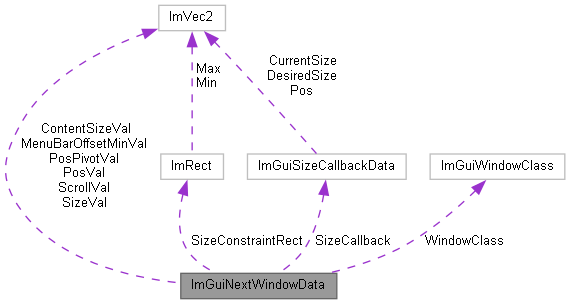 ImVec2
CurrentSize
DesiredSize
Pos
Max
Min
ContentSizeVal
MenuBarOffsetMinVal
PosPivotVal
PosVal
ScrollVal
SizeVal
ImRect
ImGuiSizeCallbackData
ImGuiWindowClass
SizeConstraintRect
SizeCallback
WindowClass
ImGuiNextWindowData